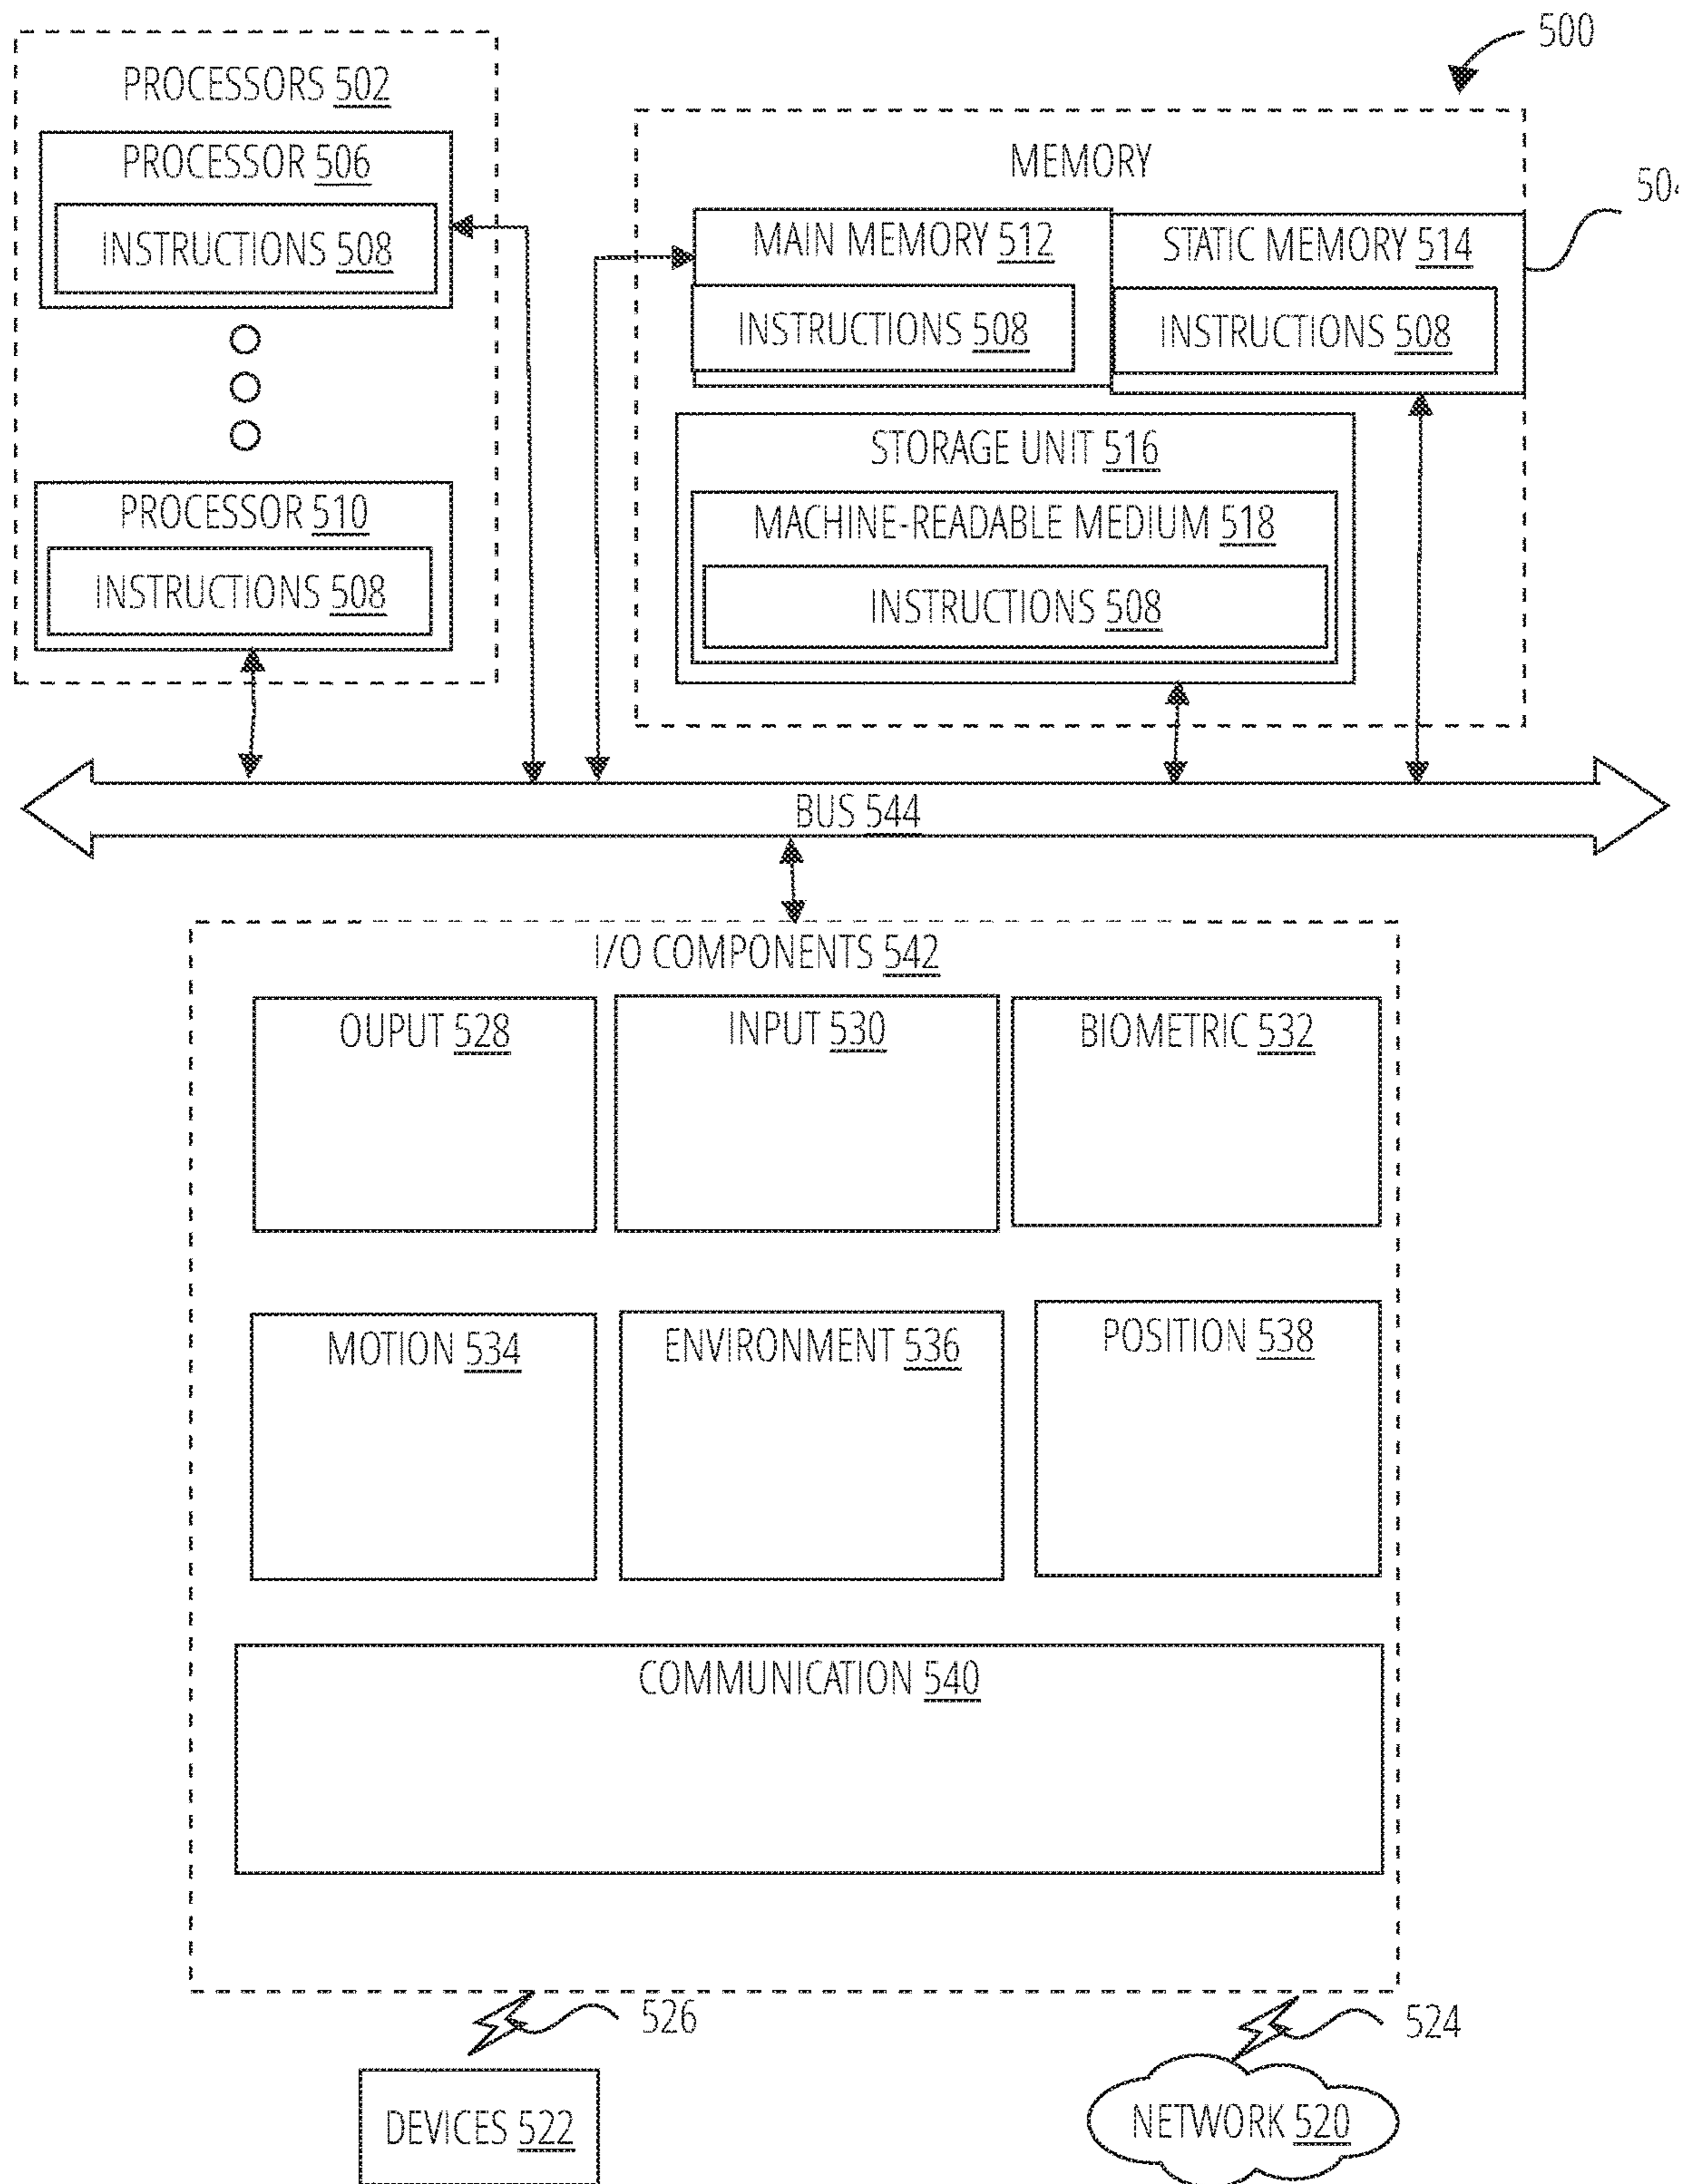 500
PROCESSORS 502
PROCESSOR 506
INSTRUCTIONS 508
PROCESSOR 510
INSTRUCTIONS 508
MEMORY
MAIN MEMORY 512
INSTRUCTIONS 508
STATIC MEMORY 514
INSTRUCTIONS 508
STORAGE UNIT 516
MACHINE-READABLE MEDIUM 518
INSTRUCTIONS 508
BUS 544
I/O COMPONENTS 542
OUPUT 528
INPUT 530
BIOMETRIC 532
MOTION 534
ENVIRONMENT 536
POSITION 538
COMMUNICATION 540
526
524
DEVICES 522
NETWORK 520